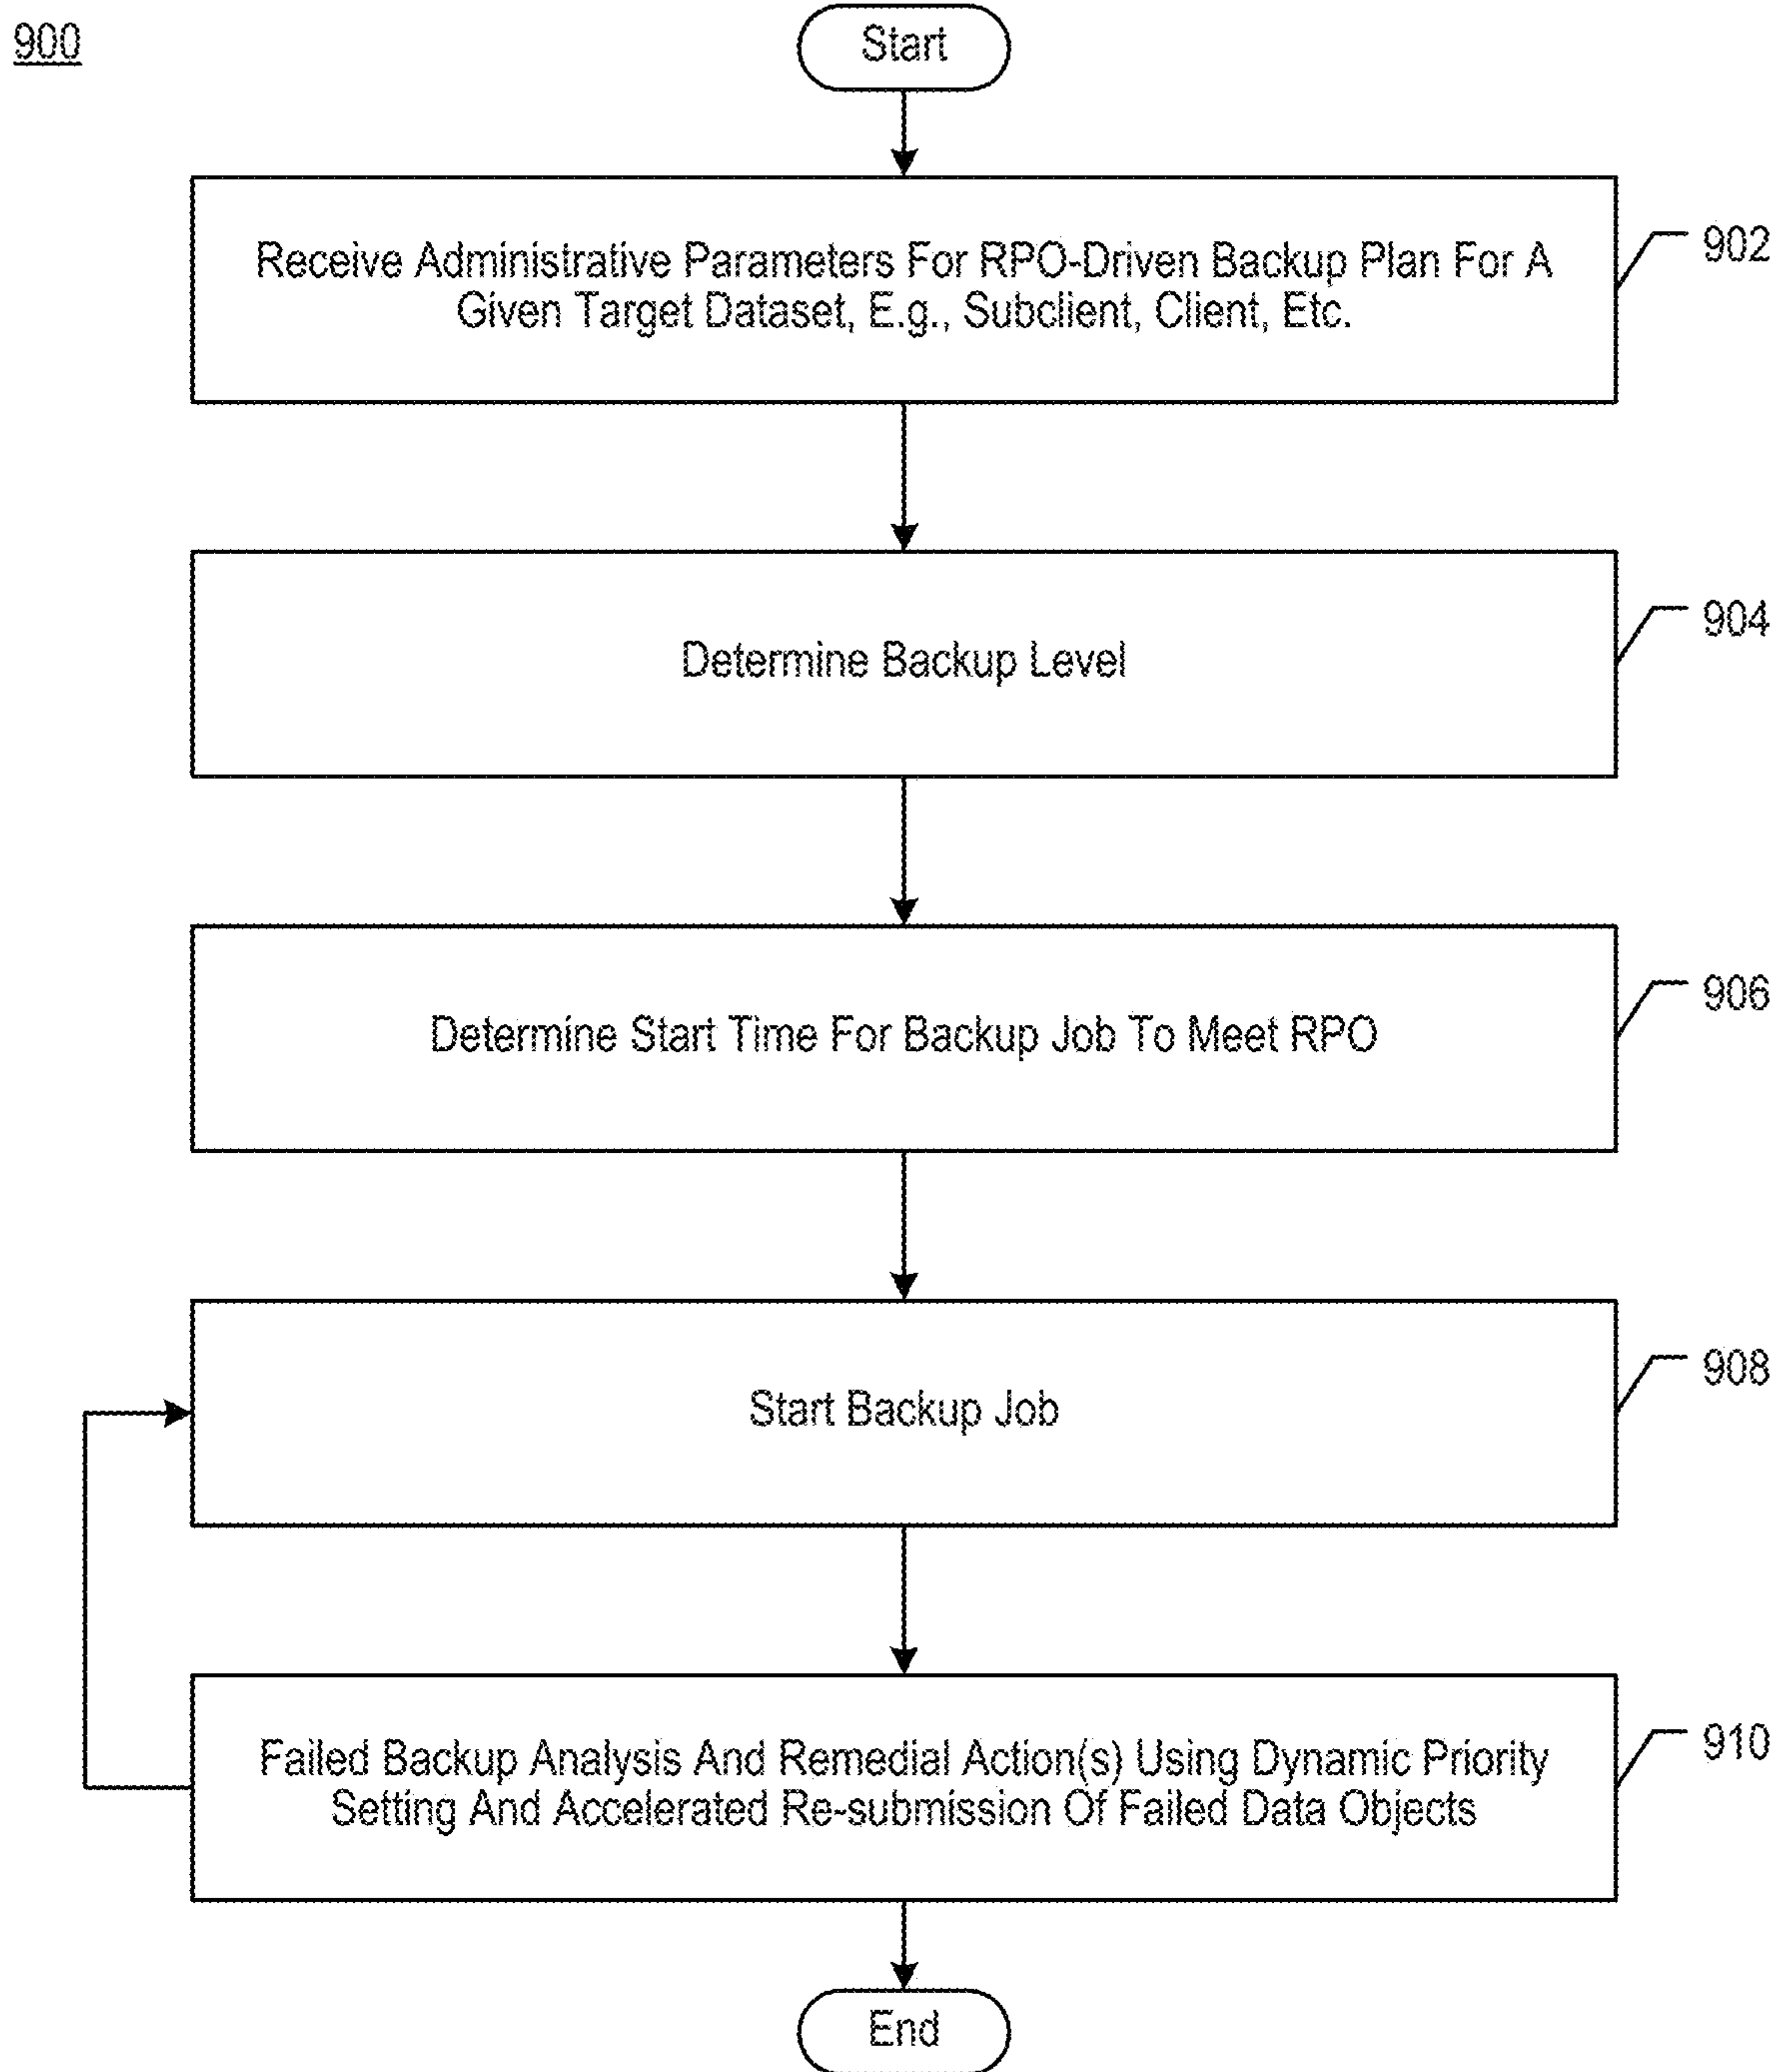 900
Start
Receive Administrative Parameters For RPO-Driven Backup Plan For A
Given Target Dataset, E.g., Subclient, Client, Etc.
902
Determine Backup Level
904
Determine Start Time For Backup Job To Meet RPO
906
Start Backup Job
908
Failed Backup Analysis And Remedial Action(s) Using Dynamic Priority
Setting And Accelerated Re-submission Of Failed Data Objects
910
End